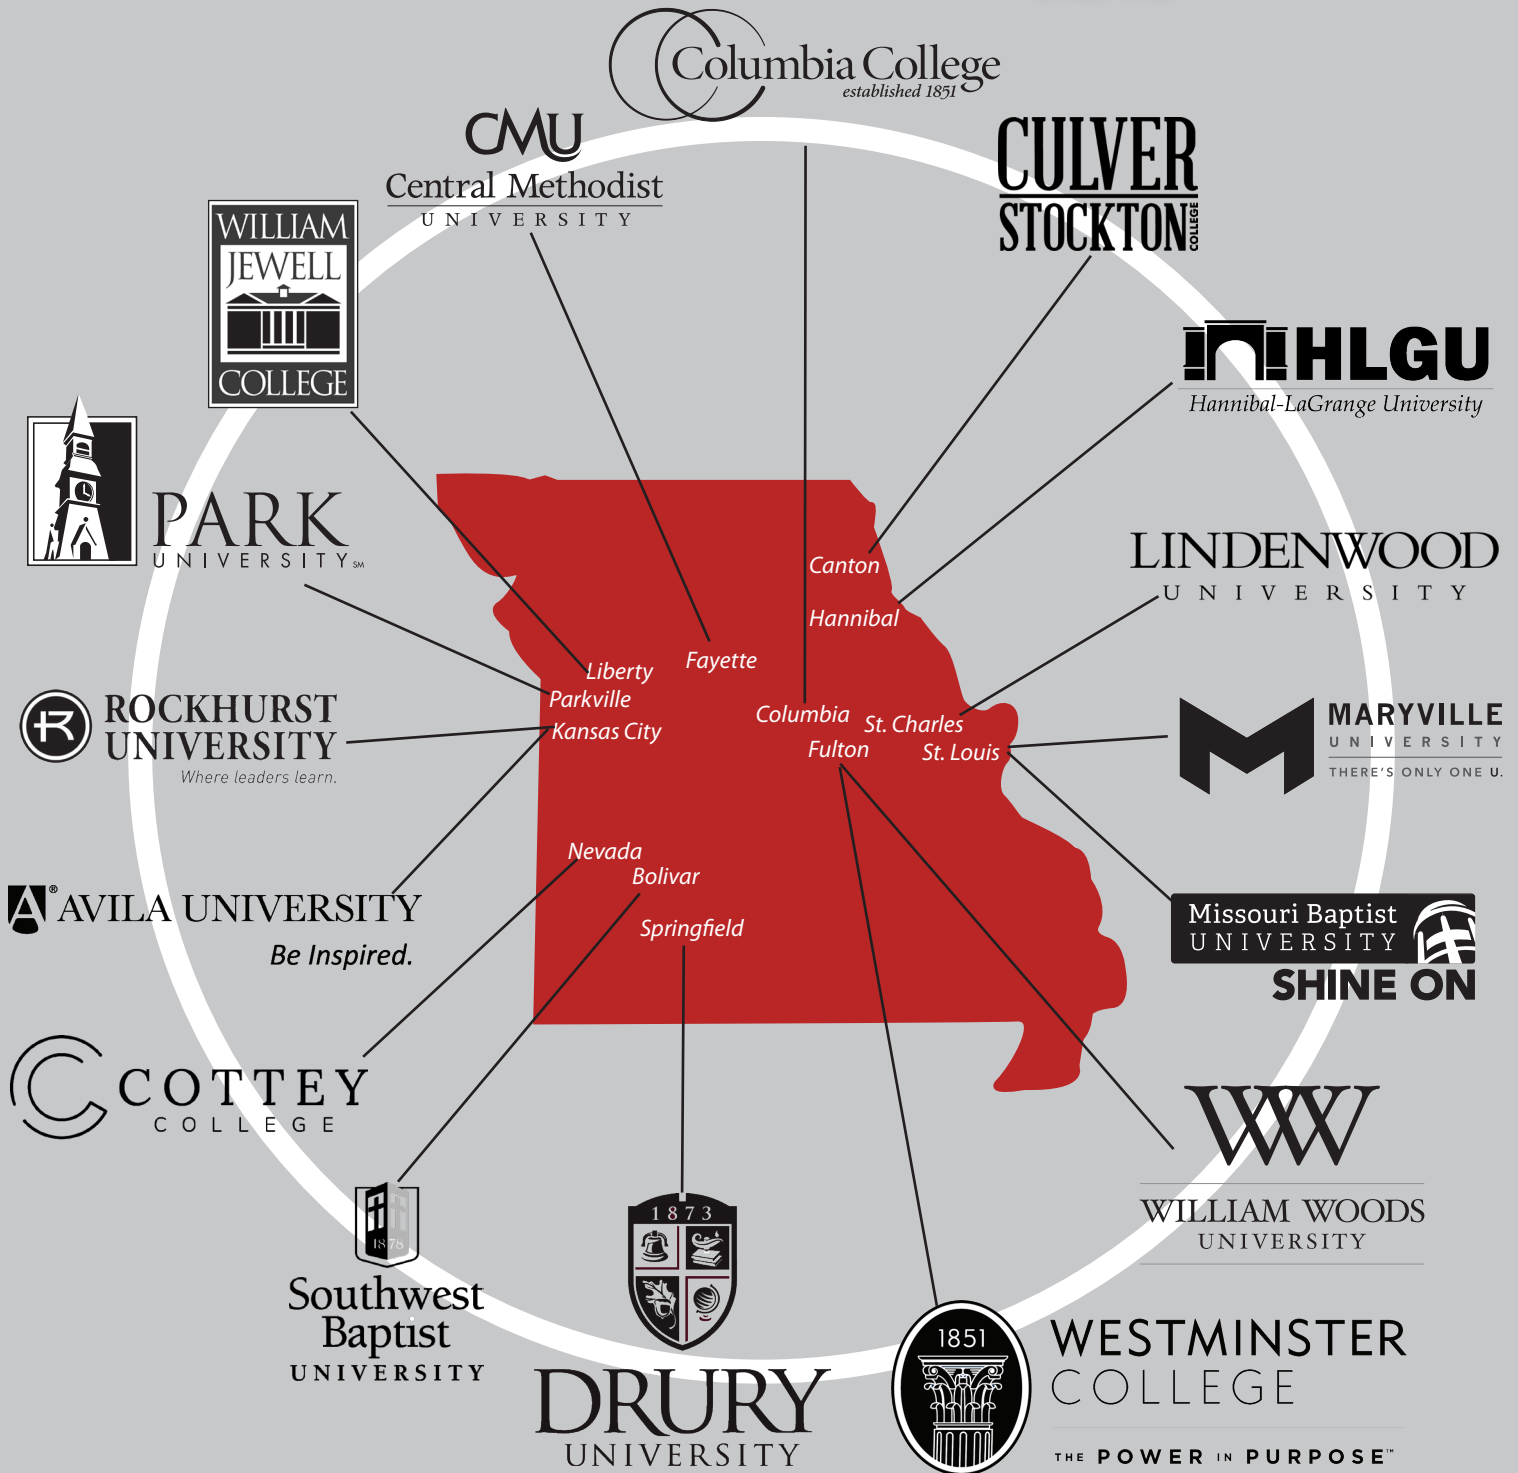 Columbia College
established 1851
CMU
Central Methodist
UNIVERSITY
CULVER
STOCKTON
COLLEGE
WILLIAM
JEWELL
COLLEGE
HLGU
Hannibal-LaGrange University
PARK
UNIVERSITY SM
LINDENWOOD
UNIVERSITY
Canton
Hannibal
Fayette
Liberty
Parkville
Kansas City
Columbia
St. Charles
Fulton
St. Louis
Nevada
Bolivar
Springfield
R
ROCKHURST
UNIVERSITY
Where leaders learn.
M
MARYVILLE
UNIVERSITY
THERE'S ONLY ONE U.
A® AVILA UNIVERSITY
Be Inspired.
Missouri Baptist
UNIVERSITY
SHINE ON
C COTTEY
COLLEGE
WW
WILLIAM WOODS
UNIVERSITY
1878
Southwest
Baptist
UNIVERSITY
1873
DRURY
UNIVERSITY
1851
WESTMINSTER
COLLEGE
THE POWER IN PURPOSE™